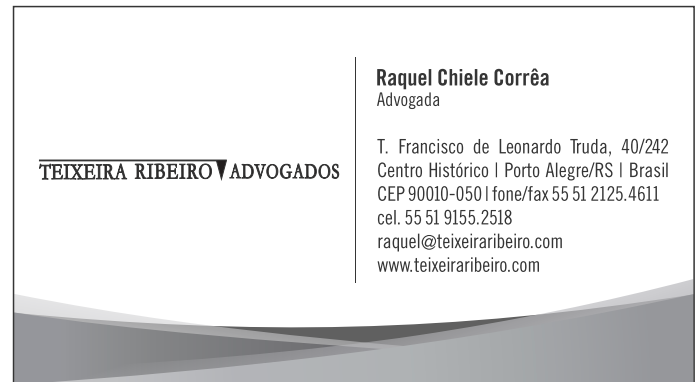 TEIXEIRA RIBEIRO ADVOGADOS
Raquel Chiele Corrêa
Advogada
T. Francisco de Leonardo Truda, 40/242
Centro Histórico | Porto Alegre/RS | Brasil
CEP 90010-050 | fone/fax 55 51 2125.4611
cel. 55 51 9155.2518
raquel@teixeiraribeiro.com
www.teixeiraribeiro.com